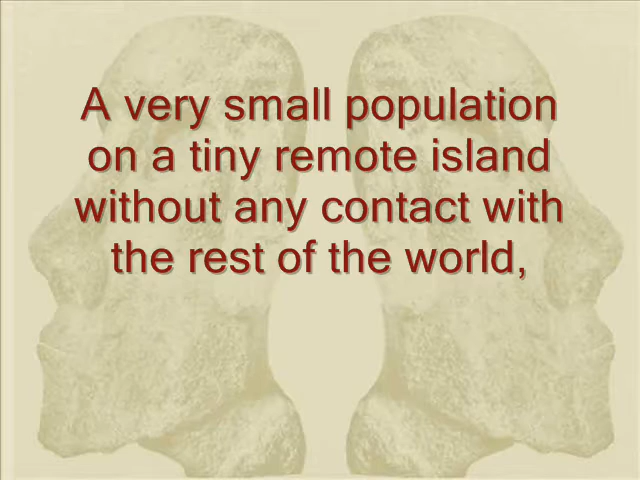 A very small population
on a tiny remote island
without any contact with
the rest of the world,